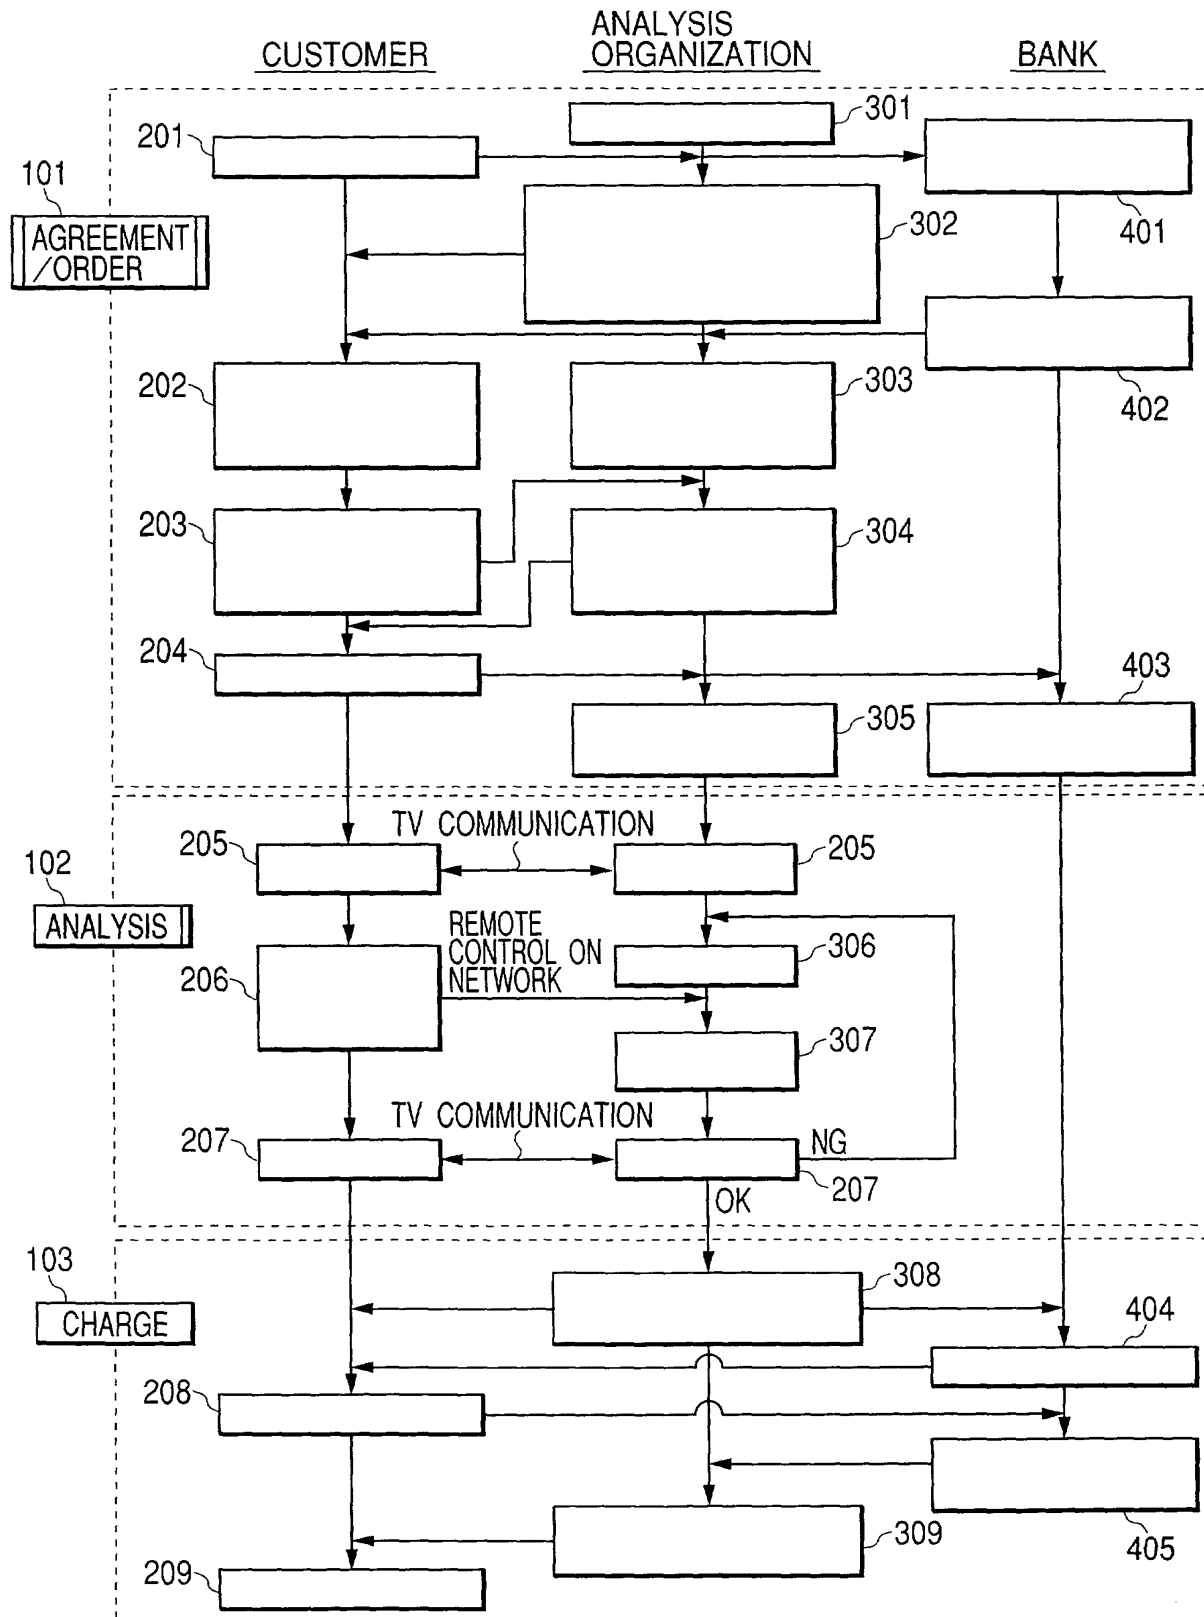 CUSTOMER
ANALYSIS
ORGANIZATION
BANK
301
201
101
AGREEMENT
/ORDER
302
401
202
303
402
203
304
204
403
305
TV COMMUNICATION
205
205
102
ANALYSIS
REMOTE
CONTROL ON
NETWORK
306
206
307
TV COMMUNICATION
207
NG
207
OK
103
CHARGE
308
404
208
309
405
209